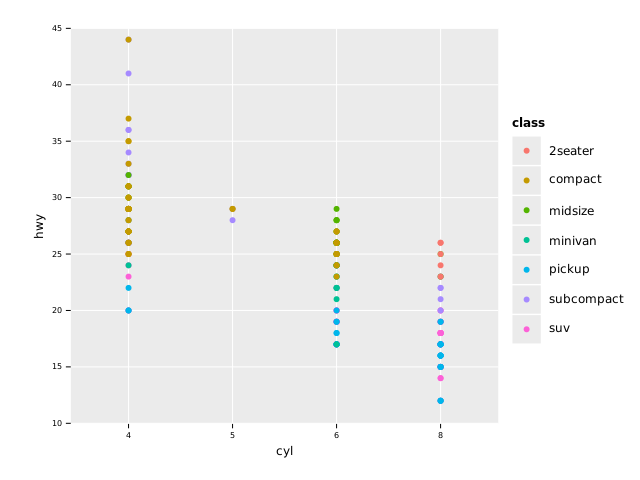 45
40
35
30
25
20
15
10
hwy
4 5 6 8
cyl
class
2seater
compact
midsize
minivan
pickup
subcompact
suv